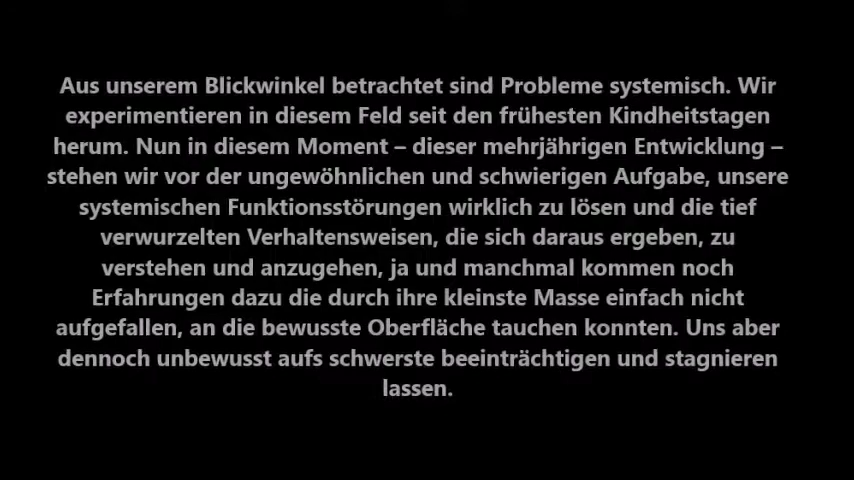 Aus unserem Blickwinkel betrachtet sind Probleme systemisch. Wir
experimentieren in diesem Feld seit den frühesten Kindheitstagen
herum. Nun in diesem Moment – dieser mehrjährigen Entwicklung –
stehen wir vor der ungewöhnlichen und schwierigen Aufgabe, unsere
systemischen Funktionsstörungen wirklich zu lösen und die tief
verwurzelten Verhaltensweisen, die sich daraus ergeben, zu
verstehen und anzugehen, ja und manchmal kommen noch
Erfahrungen dazu die durch ihre kleinste Masse einfach nicht
aufgefallen, an die bewusste Oberfläche tauchen konnten. Uns aber
dennoch unbewusst aufs schwerste beeinträchtigen und stagnieren
lassen.